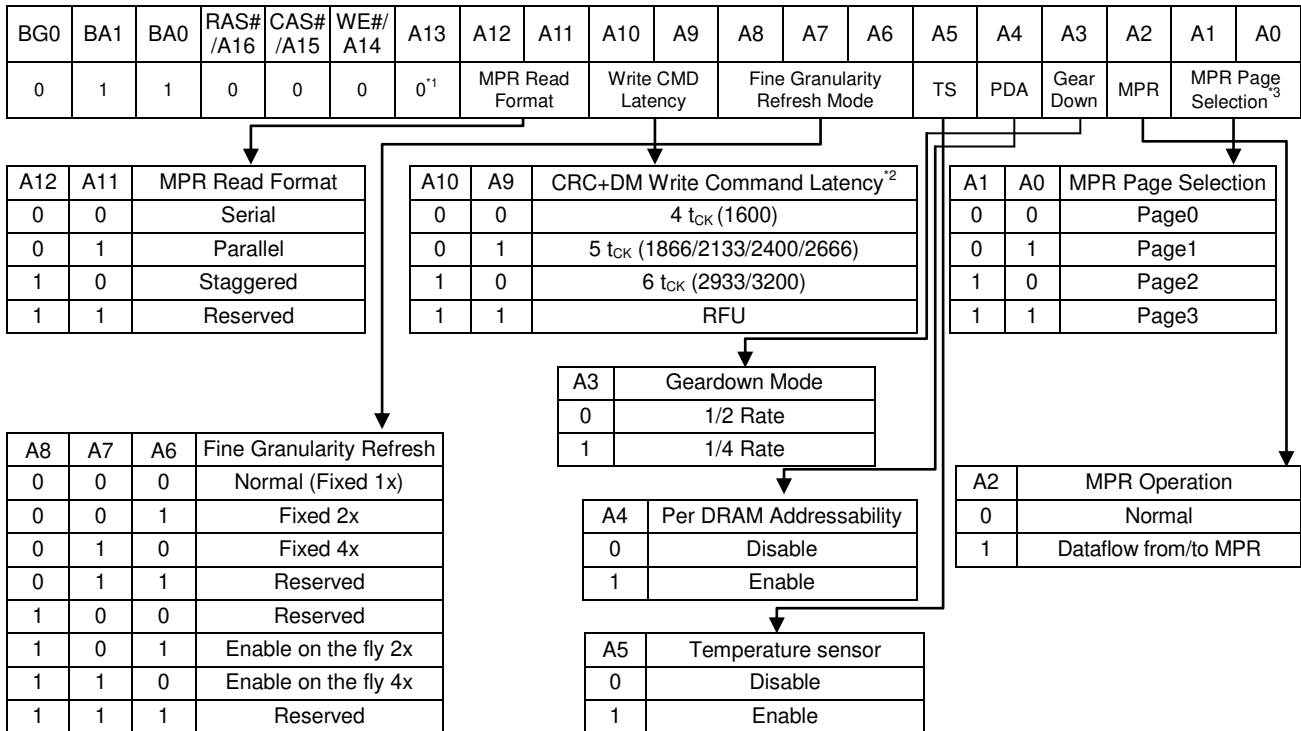 BG0 BA1 BA0 RAS#/A16 CAS#/A15 WE#/A14 A13 A12 A11 A10 A9 A8 A7 A6 A5 A4 A3 A2 A1 A0
0 1 1 0 0 0 0*1 MPR Read Format Write CMD Latency Fine Granularity Refresh Mode TS PDA Gear Down MPR MPR Page Selection*3
A12 A11 MPR Read Format
0 0 Serial
0 1 Parallel
1 0 Staggered
1 1 Reserved
A10 A9 CRC+DM Write Command Latency*2
0 0 4 tCK (1600)
0 1 5 tCK (1866/2133/2400/2666)
1 0 6 tCK (2933/3200)
1 1 RFU
A1 A0 MPR Page Selection
0 0 Page0
0 1 Page1
1 0 Page2
1 1 Page3
A3 Geardown Mode
0 1/2 Rate
1 1/4 Rate
A8 A7 A6 Fine Granularity Refresh
0 0 0 Normal (Fixed 1x)
0 0 1 Fixed 2x
0 1 0 Fixed 4x
0 1 1 Reserved
1 0 0 Reserved
1 0 1 Enable on the fly 2x
1 1 0 Enable on the fly 4x
1 1 1 Reserved
A4 Per DRAM Addressability
0 Disable
1 Enable
A2 MPR Operation
0 Normal
1 Dataflow from/to MPR
A5 Temperature sensor
0 Disable
1 Enable